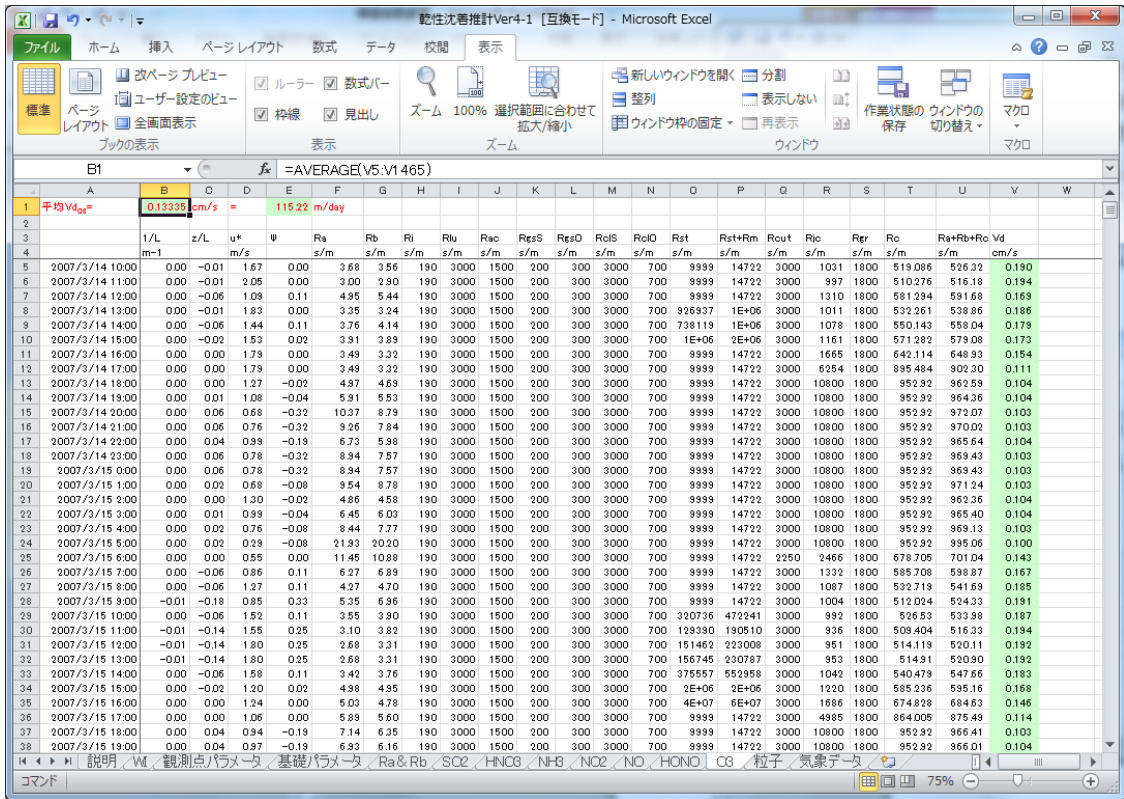 乾性沈着推計Ver4-1 [互換モード] - Microsoft Excel
ファイル ホーム 挿入 ページレイアウト 数式 データ 校閲 表示
標準 ページレイアウト 改ページ プレビュー ユーザー設定のビュー 全画面表示
ブックの表示
ルーラー 数式バー 枠線 見出し
表示
ズーム 100% 選択範囲に合わせて拡大/縮小
ズーム
新しいウィンドウを開く 整列 ウィンドウ枠の固定 分割 表示しない 再表示 作業状態の保存 ウィンドウの切り替え
ウィンドウ
マクロ
マクロ
B1 fx =AVERAGE(V5:V1465)
A B C D E F G H I J K L M N O P Q R S T U V W
1 平均VdO3= 0.13335 cm/s = 115.22 m/day
2
3 1/L z/L u* Ψ Ra Rb Ri Rlu Rac RgsS RgsO RclS RclO Rst Rst+Rm Rcut Rjc Rgr Rc Ra+Rb+Rc Vd
4 m-1 m/s s/m s/m s/m s/m s/m s/m s/m s/m s/m s/m s/m s/m s/m s/m s/m s/m cm/s
5 2007/3/14 10:00 0.00 -0.01 1.67 0.00 3.68 3.56 190 3000 1500 200 300 3000 700 9999 14722 3000 1031 1800 519.086 526.32 0.190
6 2007/3/14 11:00 0.00 -0.01 2.05 0.00 3.00 2.90 190 3000 1500 200 300 3000 700 9999 14722 3000 997 1800 510.276 516.18 0.194
7 2007/3/14 12:00 0.00 -0.06 1.09 0.11 4.95 5.44 190 3000 1500 200 300 3000 700 9999 14722 3000 1310 1800 581.294 591.68 0.169
8 2007/3/14 13:00 0.00 -0.01 1.83 0.00 3.35 3.24 190 3000 1500 200 300 3000 700 926937 1E+06 3000 1011 1800 532.261 538.86 0.186
9 2007/3/14 14:00 0.00 -0.06 1.44 0.11 3.76 4.14 190 3000 1500 200 300 3000 700 738119 1E+06 3000 1078 1800 550.143 558.04 0.179
10 2007/3/14 15:00 0.00 -0.02 1.53 0.02 3.91 3.89 190 3000 1500 200 300 3000 700 1E+06 2E+06 3000 1161 1800 571.282 579.08 0.173
11 2007/3/14 16:00 0.00 0.00 1.79 0.00 3.49 3.32 190 3000 1500 200 300 3000 700 9999 14722 3000 1665 1800 642.114 648.93 0.154
12 2007/3/14 17:00 0.00 0.00 1.79 0.00 3.49 3.32 190 3000 1500 200 300 3000 700 9999 14722 3000 6254 1800 895.484 902.30 0.111
13 2007/3/14 18:00 0.00 0.00 1.27 -0.02 4.97 4.69 190 3000 1500 200 300 3000 700 9999 14722 3000 10800 1800 952.92 962.59 0.104
14 2007/3/14 19:00 0.00 0.01 1.08 -0.04 5.91 5.53 190 3000 1500 200 300 3000 700 9999 14722 3000 10800 1800 952.92 964.36 0.104
15 2007/3/14 20:00 0.00 0.06 0.68 -0.32 10.37 8.79 190 3000 1500 200 300 3000 700 9999 14722 3000 10800 1800 952.92 972.07 0.103
16 2007/3/14 21:00 0.00 0.06 0.76 -0.32 9.26 7.84 190 3000 1500 200 300 3000 700 9999 14722 3000 10800 1800 952.92 970.02 0.103
17 2007/3/14 22:00 0.00 0.04 0.99 -0.19 6.73 5.98 190 3000 1500 200 300 3000 700 9999 14722 3000 10800 1800 952.92 965.64 0.104
18 2007/3/14 23:00 0.00 0.06 0.78 -0.32 8.94 7.57 190 3000 1500 200 300 3000 700 9999 14722 3000 10800 1800 952.92 969.43 0.103
19 2007/3/15 0:00 0.00 0.06 0.78 -0.32 8.94 7.57 190 3000 1500 200 300 3000 700 9999 14722 3000 10800 1800 952.92 969.43 0.103
20 2007/3/15 1:00 0.00 0.02 0.68 -0.08 9.54 8.78 190 3000 1500 200 300 3000 700 9999 14722 3000 10800 1800 952.92 971.24 0.103
21 2007/3/15 2:00 0.00 0.00 1.30 -0.02 4.86 4.58 190 3000 1500 200 300 3000 700 9999 14722 3000 10800 1800 952.92 962.36 0.104
22 2007/3/15 3:00 0.00 0.01 0.99 -0.04 6.45 6.03 190 3000 1500 200 300 3000 700 9999 14722 3000 10800 1800 952.92 965.40 0.104
23 2007/3/15 4:00 0.00 0.02 0.76 -0.08 8.44 7.77 190 3000 1500 200 300 3000 700 9999 14722 3000 10800 1800 952.92 969.13 0.103
24 2007/3/15 5:00 0.00 0.02 0.29 -0.08 21.93 20.20 190 3000 1500 200 300 3000 700 9999 14722 3000 10800 1800 952.92 995.06 0.100
25 2007/3/15 6:00 0.00 0.00 0.55 0.00 11.45 10.88 190 3000 1500 200 300 3000 700 9999 14722 2250 2466 1800 678.705 701.04 0.143
26 2007/3/15 7:00 0.00 -0.06 0.86 0.11 6.27 6.89 190 3000 1500 200 300 3000 700 9999 14722 3000 1332 1800 585.708 598.87 0.167
27 2007/3/15 8:00 0.00 -0.06 1.27 0.11 4.27 4.70 190 3000 1500 200 300 3000 700 9999 14722 3000 1087 1800 532.719 541.69 0.185
28 2007/3/15 9:00 -0.01 -0.18 0.85 0.33 5.35 6.96 190 3000 1500 200 300 3000 700 9999 14722 3000 1004 1800 512.024 524.33 0.191
29 2007/3/15 10:00 0.00 -0.06 1.52 0.11 3.55 3.90 190 3000 1500 200 300 3000 700 320736 472241 3000 992 1800 526.53 533.98 0.187
30 2007/3/15 11:00 -0.01 -0.14 1.55 0.25 3.10 3.82 190 3000 1500 200 300 3000 700 129390 190510 3000 936 1800 509.404 516.33 0.194
31 2007/3/15 12:00 -0.01 -0.14 1.80 0.25 2.68 3.31 190 3000 1500 200 300 3000 700 151462 223008 3000 951 1800 514.119 520.11 0.192
32 2007/3/15 13:00 -0.01 -0.14 1.80 0.25 2.68 3.31 190 3000 1500 200 300 3000 700 156745 230787 3000 953 1800 514.91 520.90 0.192
33 2007/3/15 14:00 0.00 -0.06 1.58 0.11 3.42 3.76 190 3000 1500 200 300 3000 700 375557 552958 3000 1042 1800 540.479 547.66 0.183
34 2007/3/15 15:00 0.00 -0.02 1.20 0.02 4.98 4.95 190 3000 1500 200 300 3000 700 2E+06 2E+06 3000 1220 1800 585.236 595.16 0.168
35 2007/3/15 16:00 0.00 0.00 1.24 0.00 5.03 4.78 190 3000 1500 200 300 3000 700 4E+07 6E+07 3000 1686 1800 674.828 684.63 0.146
36 2007/3/15 17:00 0.00 0.00 1.06 0.00 5.89 5.60 190 3000 1500 200 300 3000 700 9999 14722 3000 4985 1800 864.005 875.49 0.114
37 2007/3/15 18:00 0.00 0.04 0.94 -0.19 7.14 6.35 190 3000 1500 200 300 3000 700 9999 14722 3000 10800 1800 952.92 966.41 0.103
38 2007/3/15 19:00 0.00 0.04 0.97 -0.19 6.93 6.16 190 3000 1500 200 300 3000 700 9999 14722 3000 10800 1800 952.92 966.01 0.104
説明 WI 観測点パラメータ 基礎パラメータ Ra&Rb SO2 HNO3 NH3 NO2 NO HONO O3 粒子 気象データ
コマンド 75%